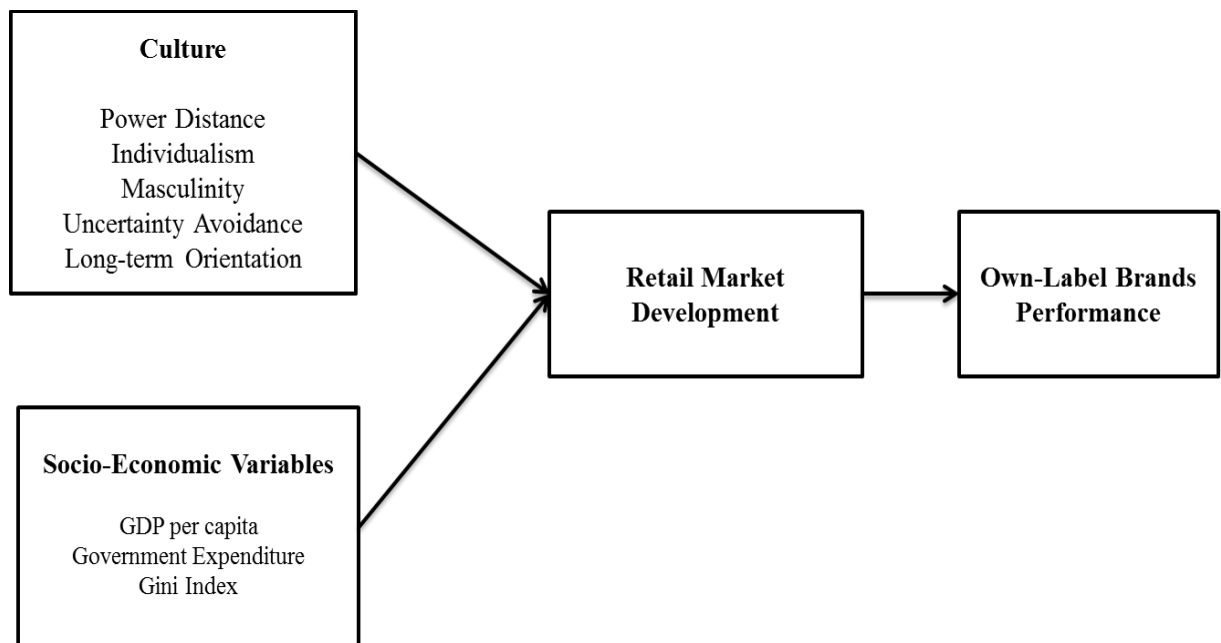 Culture
Power Distance
Individualism
Masculinity
Uncertainty Avoidance
Long-term Orientation
Socio-Economic Variables
GDP per capita
Government Expenditure
Gini Index
Retail Market
Development
Own-Label Brands
Performance